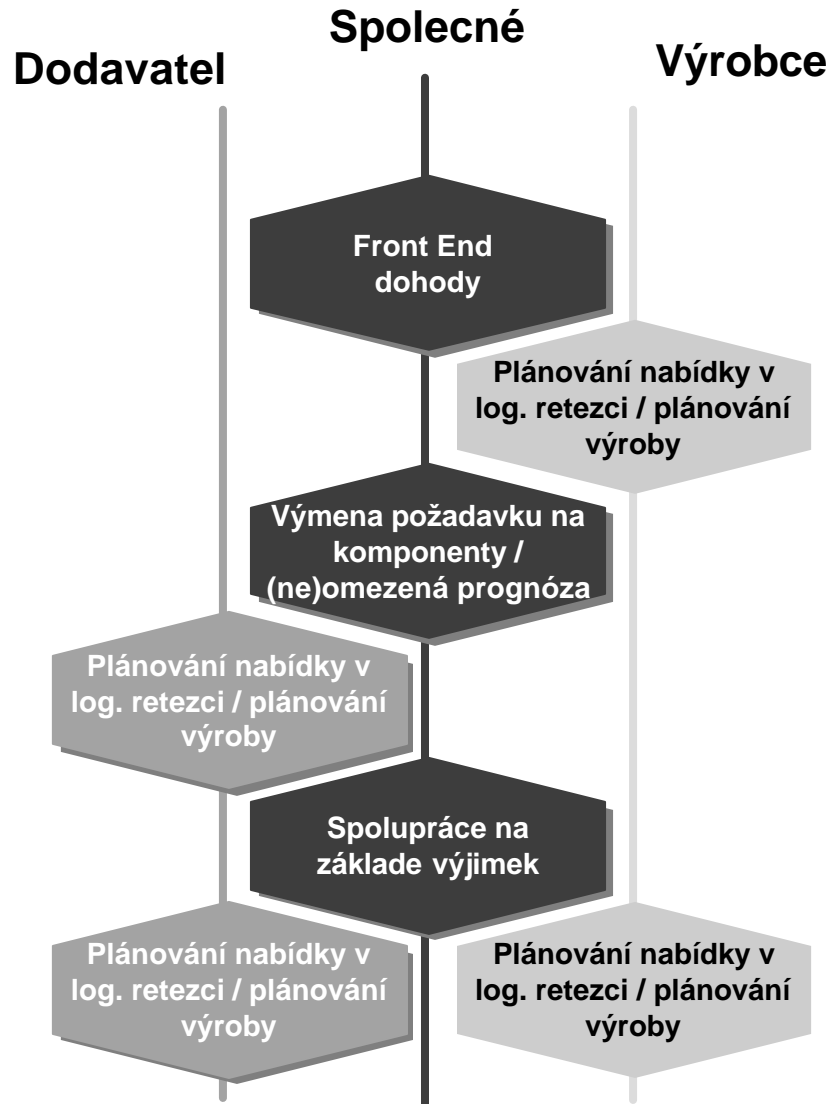 Spolecné
Dodavatel
Výrobce
Front End
dohody
Plánování nabídky v
log. retezci / plánování
výroby
Výmena požadavku na
komponenty /
(ne)omezená prognóza
Plánování nabídky v
log. retezci / plánování
výroby
Spolupráce na
základe výjimek
Plánování nabídky v
log. retezci / plánování
výroby
Plánování nabídky v
log. retezci / plánování
výroby